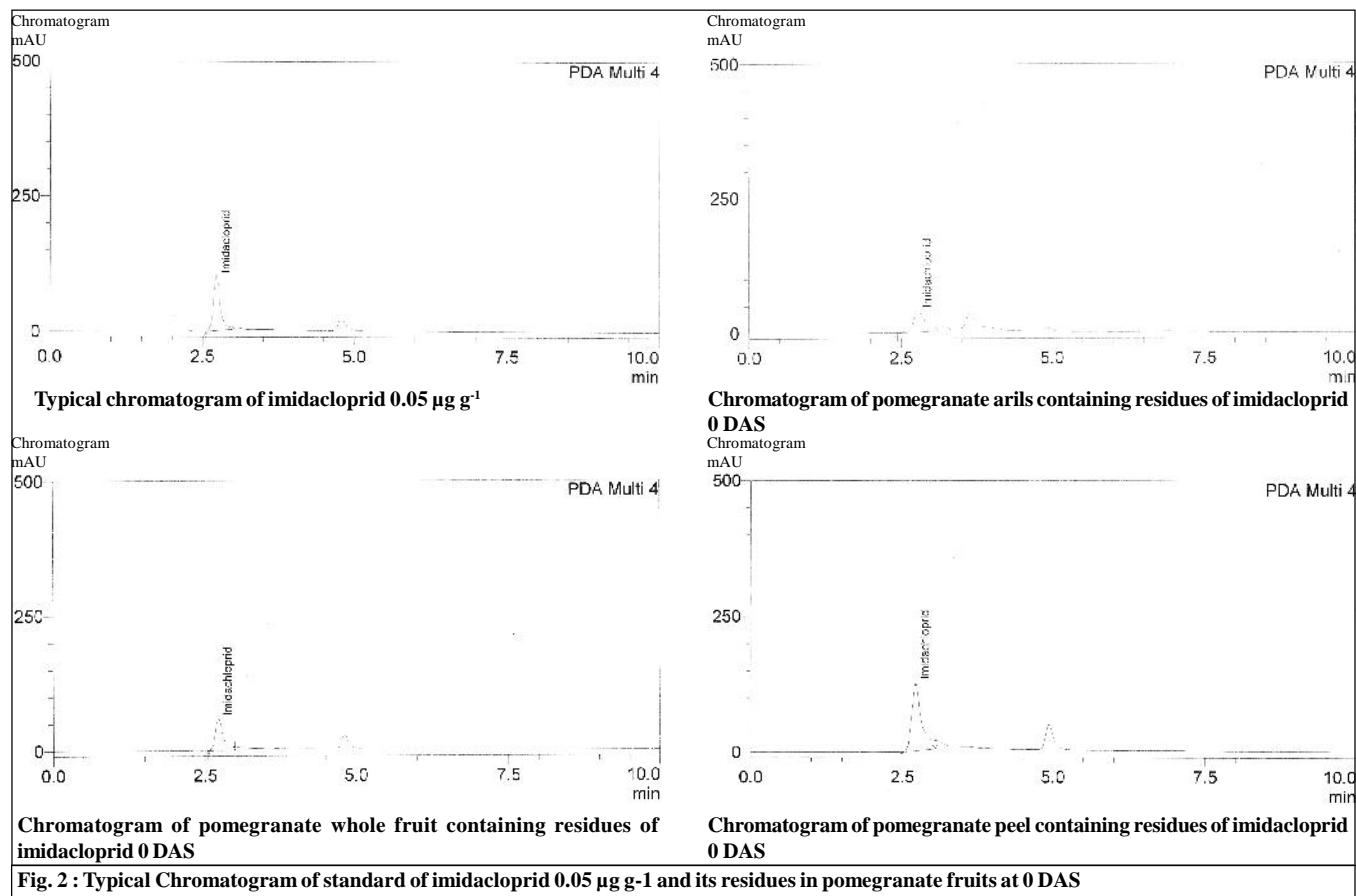 Chromatogram
mAU
500
PDA Multi 4
250
Imidacloprid
0
0.0 2.5 5.0 7.5 10.0
min
Typical chromatogram of imidacloprid 0.05 µg g-1
Chromatogram
mAU
500
PDA Multi 4
250
0
0.0 2.5 5.0 7.5 10.0
min
Chromatogram of pomegranate arils containing residues of imidacloprid
0 DAS
Chromatogram
mAU
500
PDA Multi 4
250
Imidachloprid
0
0.0 2.5 5.0 7.5 10.0
min
Chromatogram of pomegranate whole fruit containing residues of
imidacloprid 0 DAS
Chromatogram
mAU
500
PDA Multi 4
250
Imidachloprid
0
0.0 2.5 5.0 7.5 10.0
min
Chromatogram of pomegranate peel containing residues of imidacloprid
0 DAS
Fig. 2 : Typical Chromatogram of standard of imidacloprid 0.05 µg g-1 and its residues in pomegranate fruits at 0 DAS